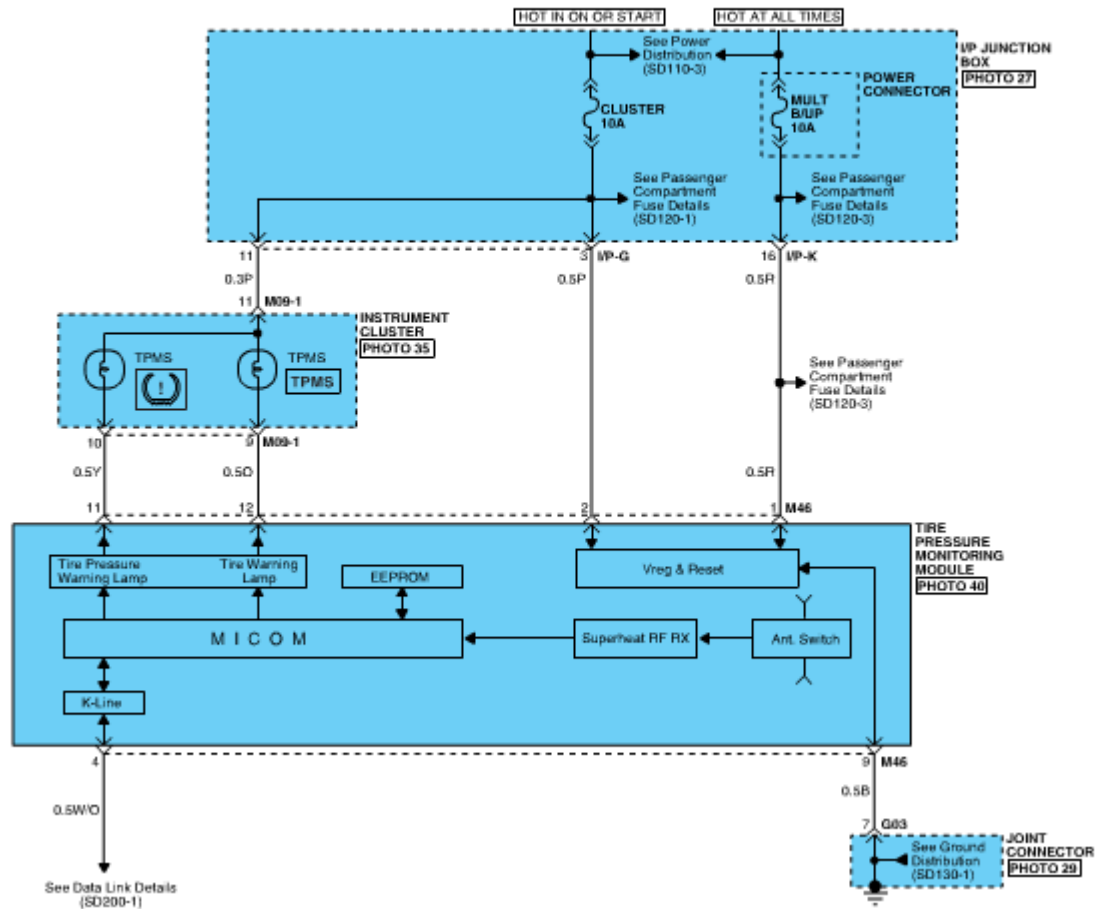 HOT IN ON OR START
HOT AT ALL TIMES
See Power
Distribution
(SD110-3)
I/P JUNCTION
BOX
PHOTO 27
POWER
CONNECTOR
CLUSTER
10A
MULT
B/UP
10A
See Passenger
Compartment
Fuse Details
(SD120-1)
See Passenger
Compartment
Fuse Details
(SD120-3)
11
3 I/P-G
16 I/P-K
0.3P
0.5P
0.5R
11 M09-1
INSTRUMENT
CLUSTER
PHOTO 35
TPMS
!
TPMS
TPMS
See Passenger
Compartment
Fuse Details
(SD120-3)
10
9 M09-1
0.5Y
0.5O
0.5R
11
12
2
1 M46
TIRE
PRESSURE
MONITORING
MODULE
PHOTO 40
Tire Pressure
Warning Lamp
Tire Warning
Lamp
EEPROM
Vreg & Reset
M I C O M
Superheat RF RX
Ant. Switch
K-Line
4
9 M46
0.5W/O
0.5B
7 G03
JOINT
CONNECTOR
PHOTO 29
See Ground
Distribution
(SD130-1)
See Data Link Details
(SD200-1)